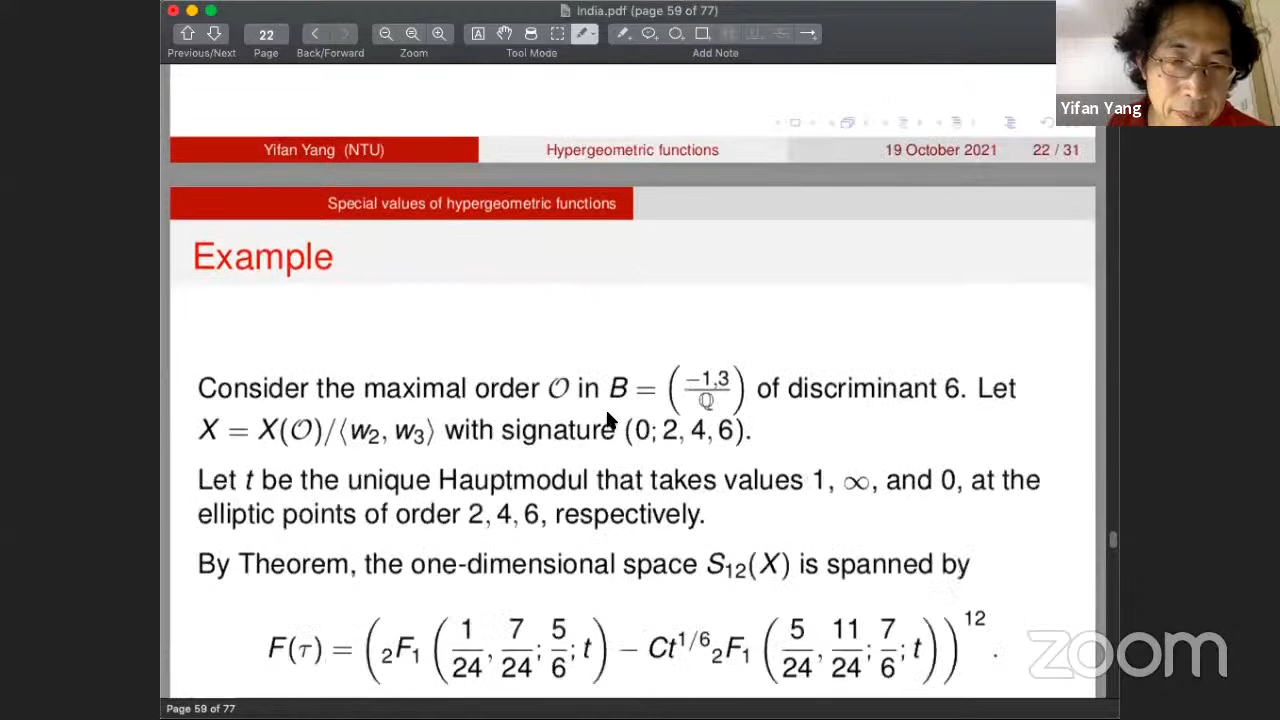 India.pdf (page 59 of 77)
22
Previous/Next Page Back/Forward Zoom Tool Mode Add Note
Yifan Yang
Yifan Yang (NTU) Hypergeometric functions 19 October 2021 22 / 31
Special values of hypergeometric functions
Example
Consider the maximal order 𝒪 in B = (−1,3/ℚ) of discriminant 6. Let
X = X(𝒪)/⟨w₂, w₃⟩ with signature (0; 2, 4, 6).
Let t be the unique Hauptmodul that takes values 1, ∞, and 0, at the
elliptic points of order 2, 4, 6, respectively.
By Theorem, the one-dimensional space S₁₂(X) is spanned by
F(τ) = (₂F₁(1/24, 7/24; 5/6; t) − Ct^{1/6} ₂F₁(5/24, 11/24; 7/6; t))^{12}.
zoom
Page 59 of 77